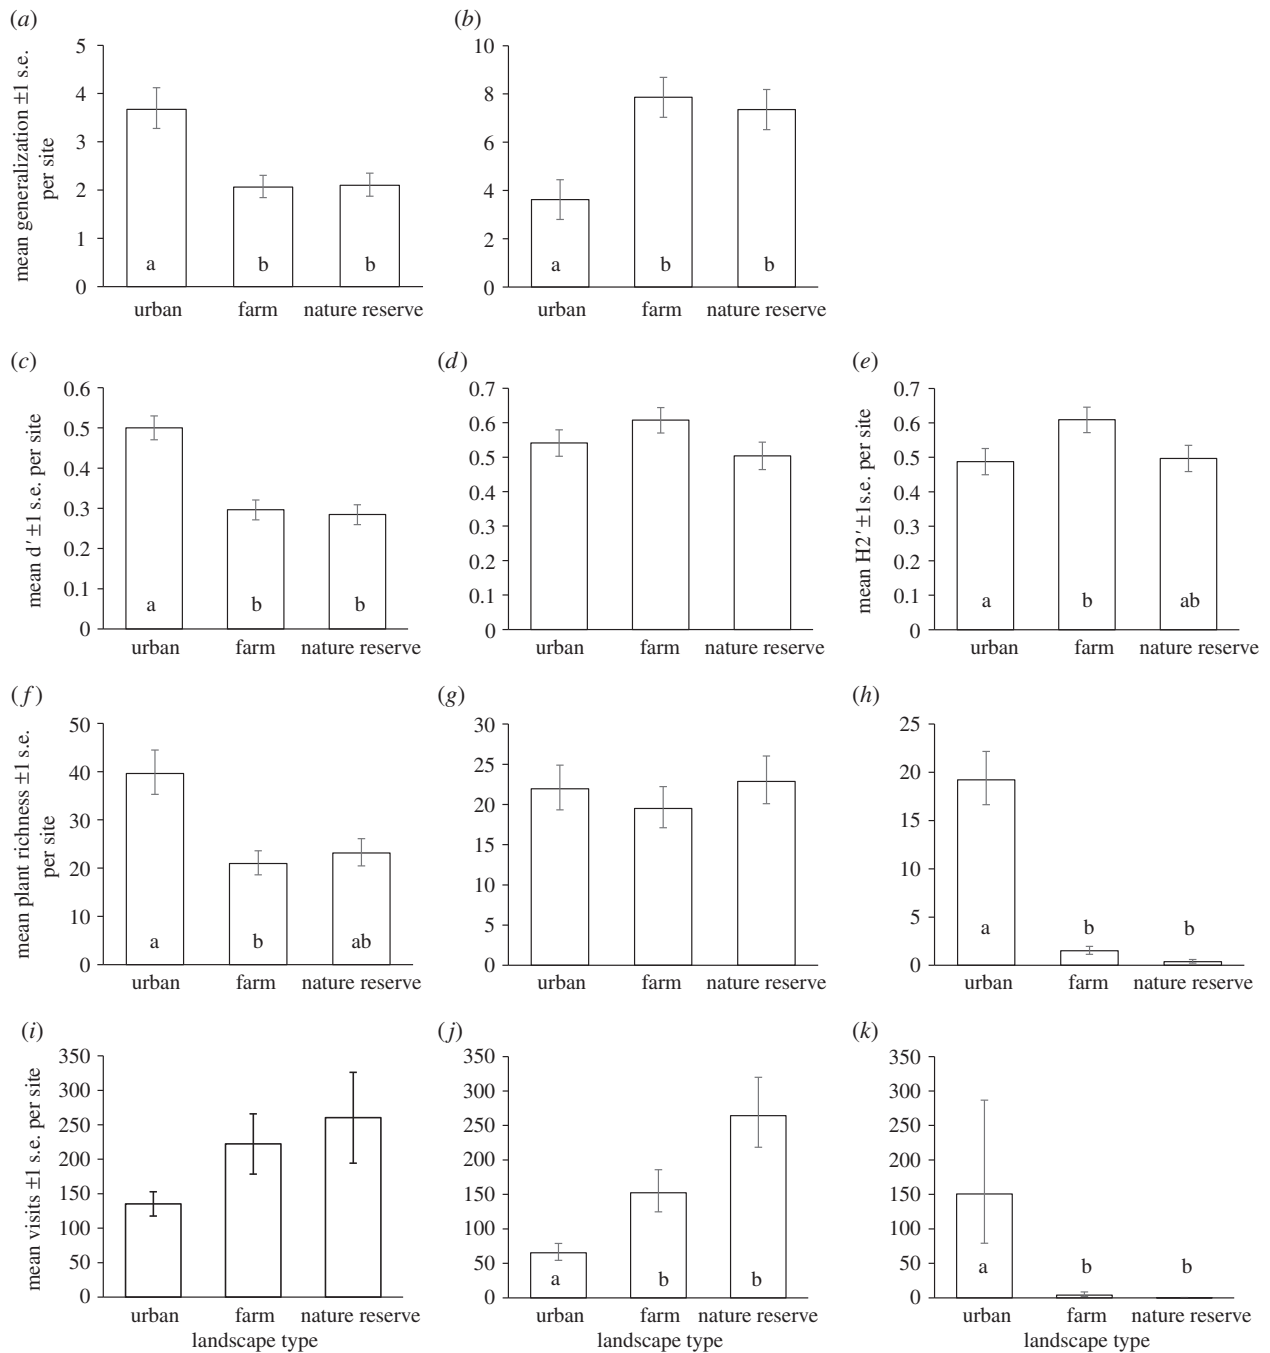 (a)
mean generalization ±1 s.e.
per site
5
4
3
2
1
0
a
b
b
urban
farm
nature reserve
(b)
10
8
6
4
2
0
a
b
b
urban
farm
nature reserve
(c)
mean d′ ±1 s.e. per site
0.6
0.5
0.4
0.3
0.2
0.1
0
a
b
b
urban
farm
nature reserve
(d)
0.7
0.6
0.5
0.4
0.3
0.2
0.1
0
urban
farm
nature reserve
(e)
mean H2′ ±1s.e. per site
0.7
0.6
0.5
0.4
0.3
0.2
0.1
0
a
b
ab
urban
farm
nature reserve
(f)
mean plant richness ±1 s.e.
per site
50
40
30
20
10
0
a
b
ab
urban
farm
nature reserve
(g)
30
25
20
15
10
5
0
urban
farm
nature reserve
(h)
25
20
15
10
5
0
a
b
b
urban
farm
nature reserve
(i)
mean visits ±1 s.e. per site
350
300
250
200
150
100
50
0
urban
farm
nature reserve
landscape type
(j)
350
300
250
200
150
100
50
0
a
b
b
urban
farm
nature reserve
landscape type
(k)
350
300
250
200
150
100
50
0
a
b
b
urban
farm
nature reserve
landscape type